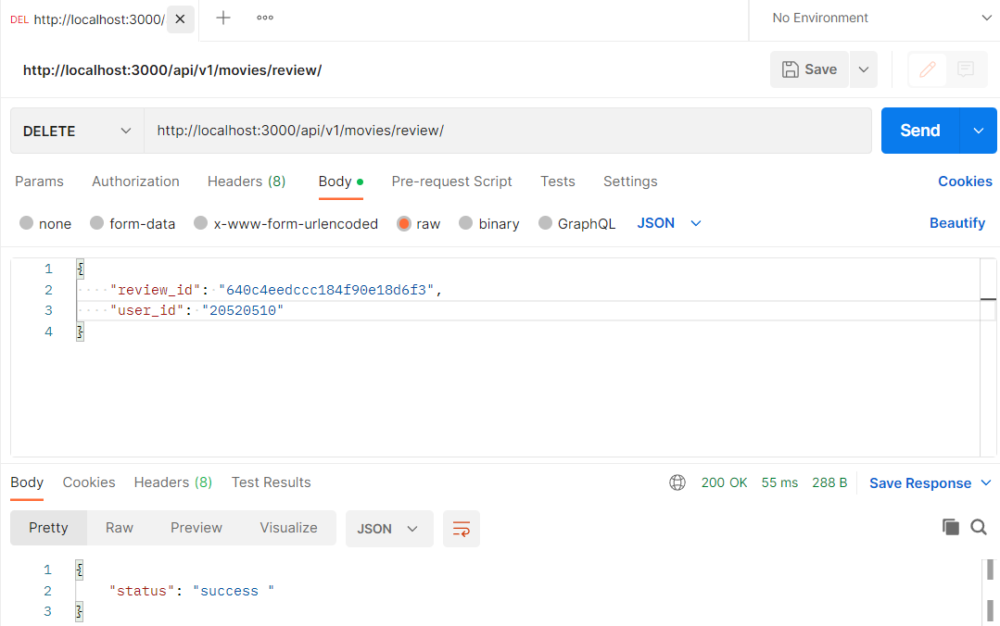 DEL http://localhost:3000/
No Environment
http://localhost:3000/api/v1/movies/review/
Save
DELETE http://localhost:3000/api/v1/movies/review/ Send
Params Authorization Headers (8) Body Pre-request Script Tests Settings Cookies
none form-data x-www-form-urlencoded raw binary GraphQL JSON Beautify
1 {
2 "review_id": "640c4eedccc184f90e18d6f3",
3 "user_id": "20520510"
4 }
Body Cookies Headers (8) Test Results 200 OK 55 ms 288 B Save Response
Pretty Raw Preview Visualize JSON
1 {
2 "status": "success "
3 }